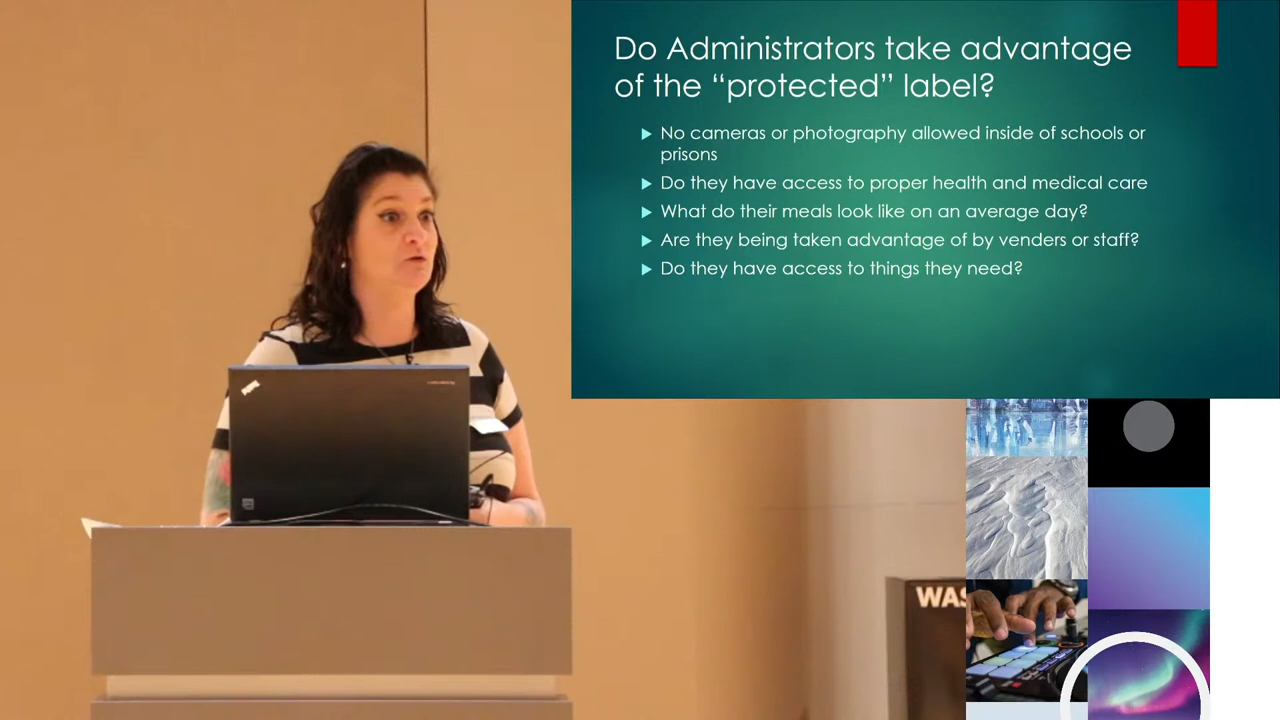 Do Administrators take advantage
of the “protected” label?
No cameras or photography allowed inside of schools or
prisons
Do they have access to proper health and medical care
What do their meals look like on an average day?
Are they being taken advantage of by venders or staff?
Do they have access to things they need?
WAS